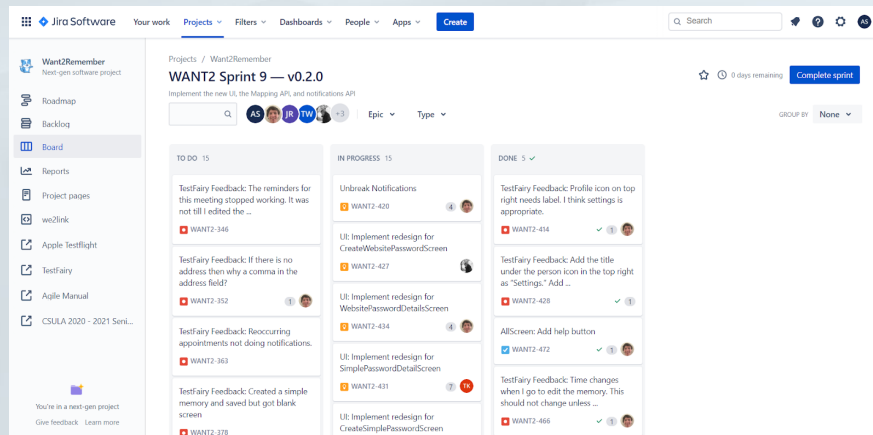 Jira Software Your work Projects Filters Dashboards People Apps Create Search AS
Want2Remember
Next-gen software project
Roadmap
Backlog
Board
Reports
Project pages
we2link
Apple Testflight
TestFairy
Agile Manual
CSULA 2020 - 2021 Seni...
You're in a next-gen project
Give feedback Learn more
Projects / Want2Remember
WANT2 Sprint 9 — v0.2.0
0 days remaining Complete sprint
Implement the new UI, the Mapping API, and notifications API
AS JR TW +3 Epic Type
GROUP BY None
TO DO 15
TestFairy Feedback: The reminders for
this meeting stopped working. It was
not till I edited the ...
WANT2-346
TestFairy Feedback: If there is no
address then why a comma in the
address field?
WANT2-352 1
TestFairy Feedback: Reoccurring
appointments not doing notifications.
WANT2-363
TestFairy Feedback: Created a simple
memory and saved but got blank
screen
WANT2-378
IN PROGRESS 15
Unbreak Notifications
WANT2-420 4
UI: Implement redesign for
CreateWebsitePasswordScreen
WANT2-427
UI: Implement redesign for
WebsitePasswordDetailsScreen
WANT2-434 4
UI: Implement redesign for
SimplePasswordDetailScreen
WANT2-431 7 TK
UI: Implement redesign for
CreateSimplePasswordScreen
DONE 5
TestFairy Feedback: Profile icon on top
right needs label. I think settings is
appropriate.
WANT2-414 1
TestFairy Feedback: Add the title
under the person icon in the top right
as "Settings." Add ...
WANT2-428 1
AllScreen: Add help button
WANT2-472 1
TestFairy Feedback: Time changes
when I go to edit the memory. This
should not change unless ...
WANT2-466 1